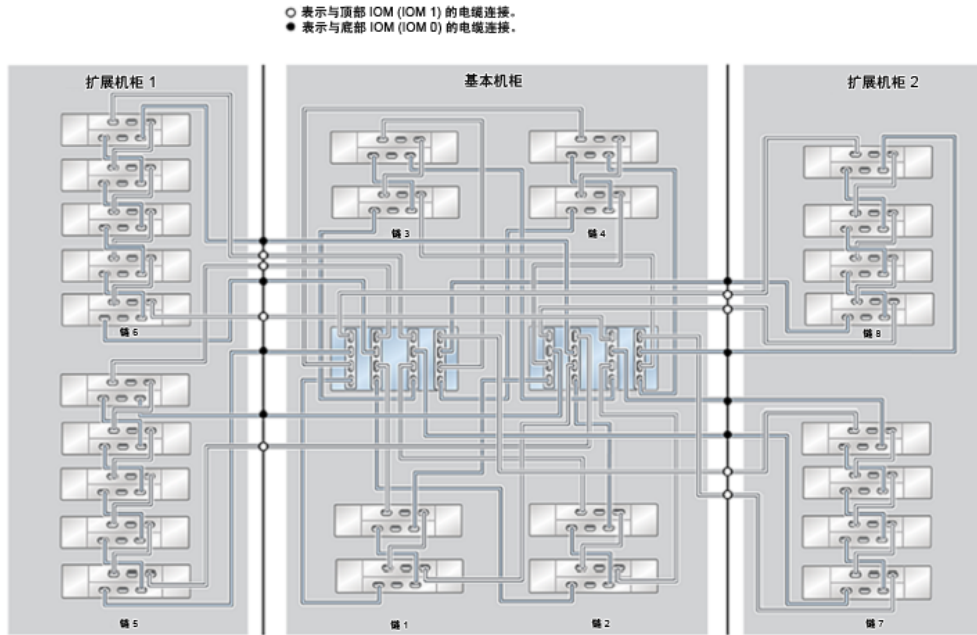 表示与顶部 IOM (IOM 1) 的电缆连接。
表示与底部 IOM (IOM 0) 的电缆连接。
扩展机柜 1
基本机柜
扩展机柜 2
链 3
链 4
链 6
链 8
链 5
链 1
链 2
链 7